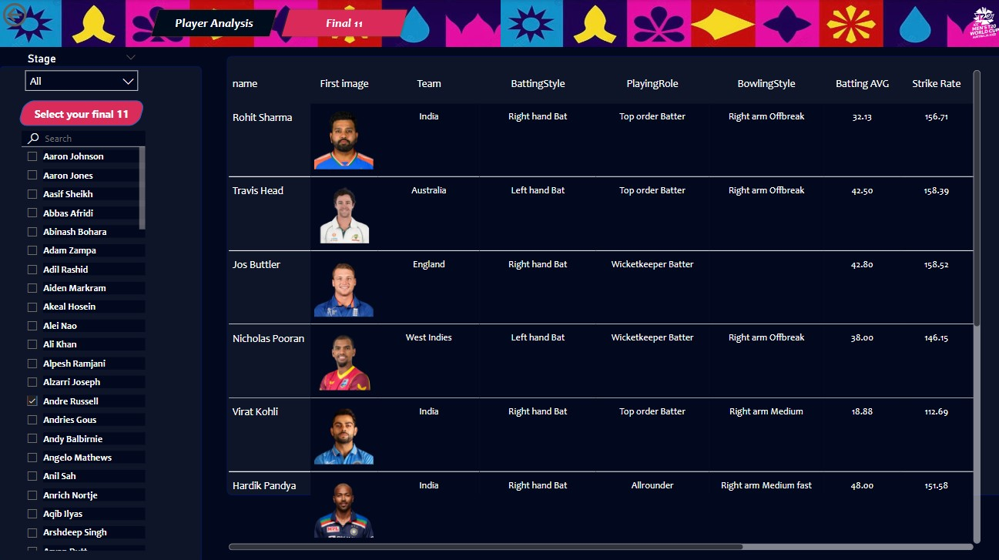 Player Analysis
Final 11
ICC
MEN'S T20
WORLD CUP
AUSTRALIA 2022
Stage
All
Select your final 11
Search
Aaron Johnson
Aaron Jones
Aasif Sheikh
Abbas Afridi
Abinash Bohara
Adam Zampa
Adil Rashid
Aiden Markram
Akeal Hosein
Alei Nao
Ali Khan
Alpesh Ramjani
Alzarri Joseph
Andre Russell
Andries Gous
Andy Balbirnie
Angelo Mathews
Anil Sah
Anrich Nortje
Aqib Ilyas
Arshdeep Singh
name First image Team BattingStyle PlayingRole BowlingStyle Batting AVG Strike Rate
Rohit Sharma India Right hand Bat Top order Batter Right arm Offbreak 32.13 156.71
Travis Head Australia Left hand Bat Top order Batter Right arm Offbreak 42.50 158.39
Jos Buttler England Right hand Bat Wicketkeeper Batter 42.80 158.52
Nicholas Pooran West Indies Left hand Bat Wicketkeeper Batter Right arm Offbreak 38.00 146.15
Virat Kohli India Right hand Bat Top order Batter Right arm Medium 18.88 112.69
Hardik Pandya India Right hand Bat Allrounder Right arm Medium fast 48.00 151.58